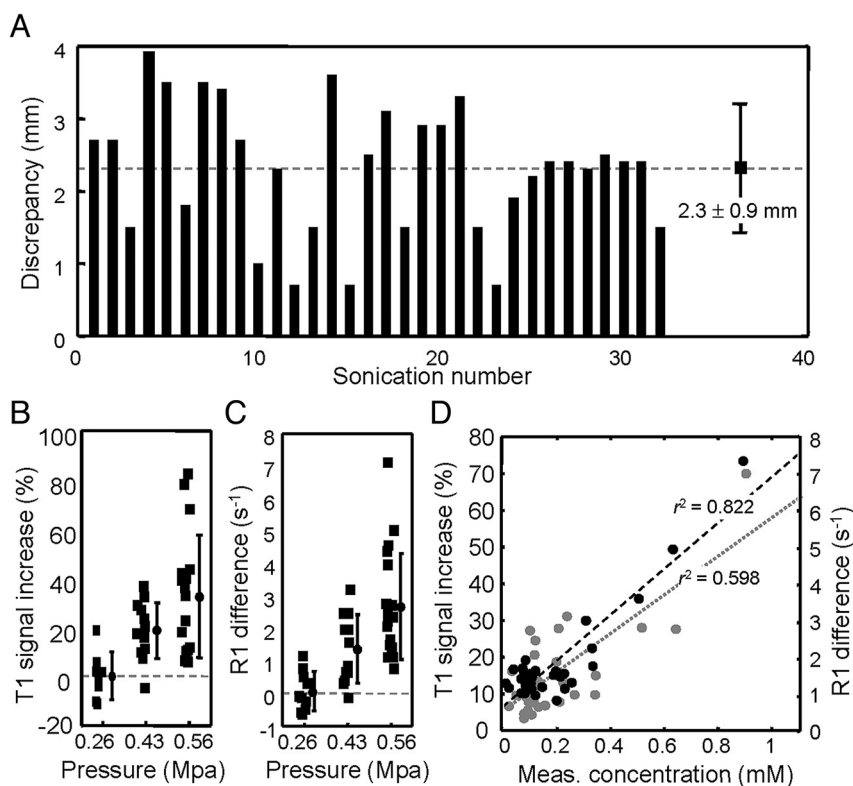 A
Discrepancy (mm)
4
3
2
1
0
2.3 ± 0.9 mm
0 10 20 30 40
Sonication number
B
T1 signal increase (%)
100
80
60
40
20
0
-20
0.26 0.43 0.56
Pressure (Mpa)
C
R1 difference (s-1)
8
7
6
5
4
3
2
1
0
-1
0.26 0.43 0.56
Pressure (Mpa)
D
T1 signal increase (%)
80
70
60
50
40
30
20
10
0
r2 = 0.822
r2 = 0.598
8
7
6
5
4
3
2
1
0
R1 difference (s-1)
0 0.2 0.4 0.6 0.8 1
Meas. concentration (mM)